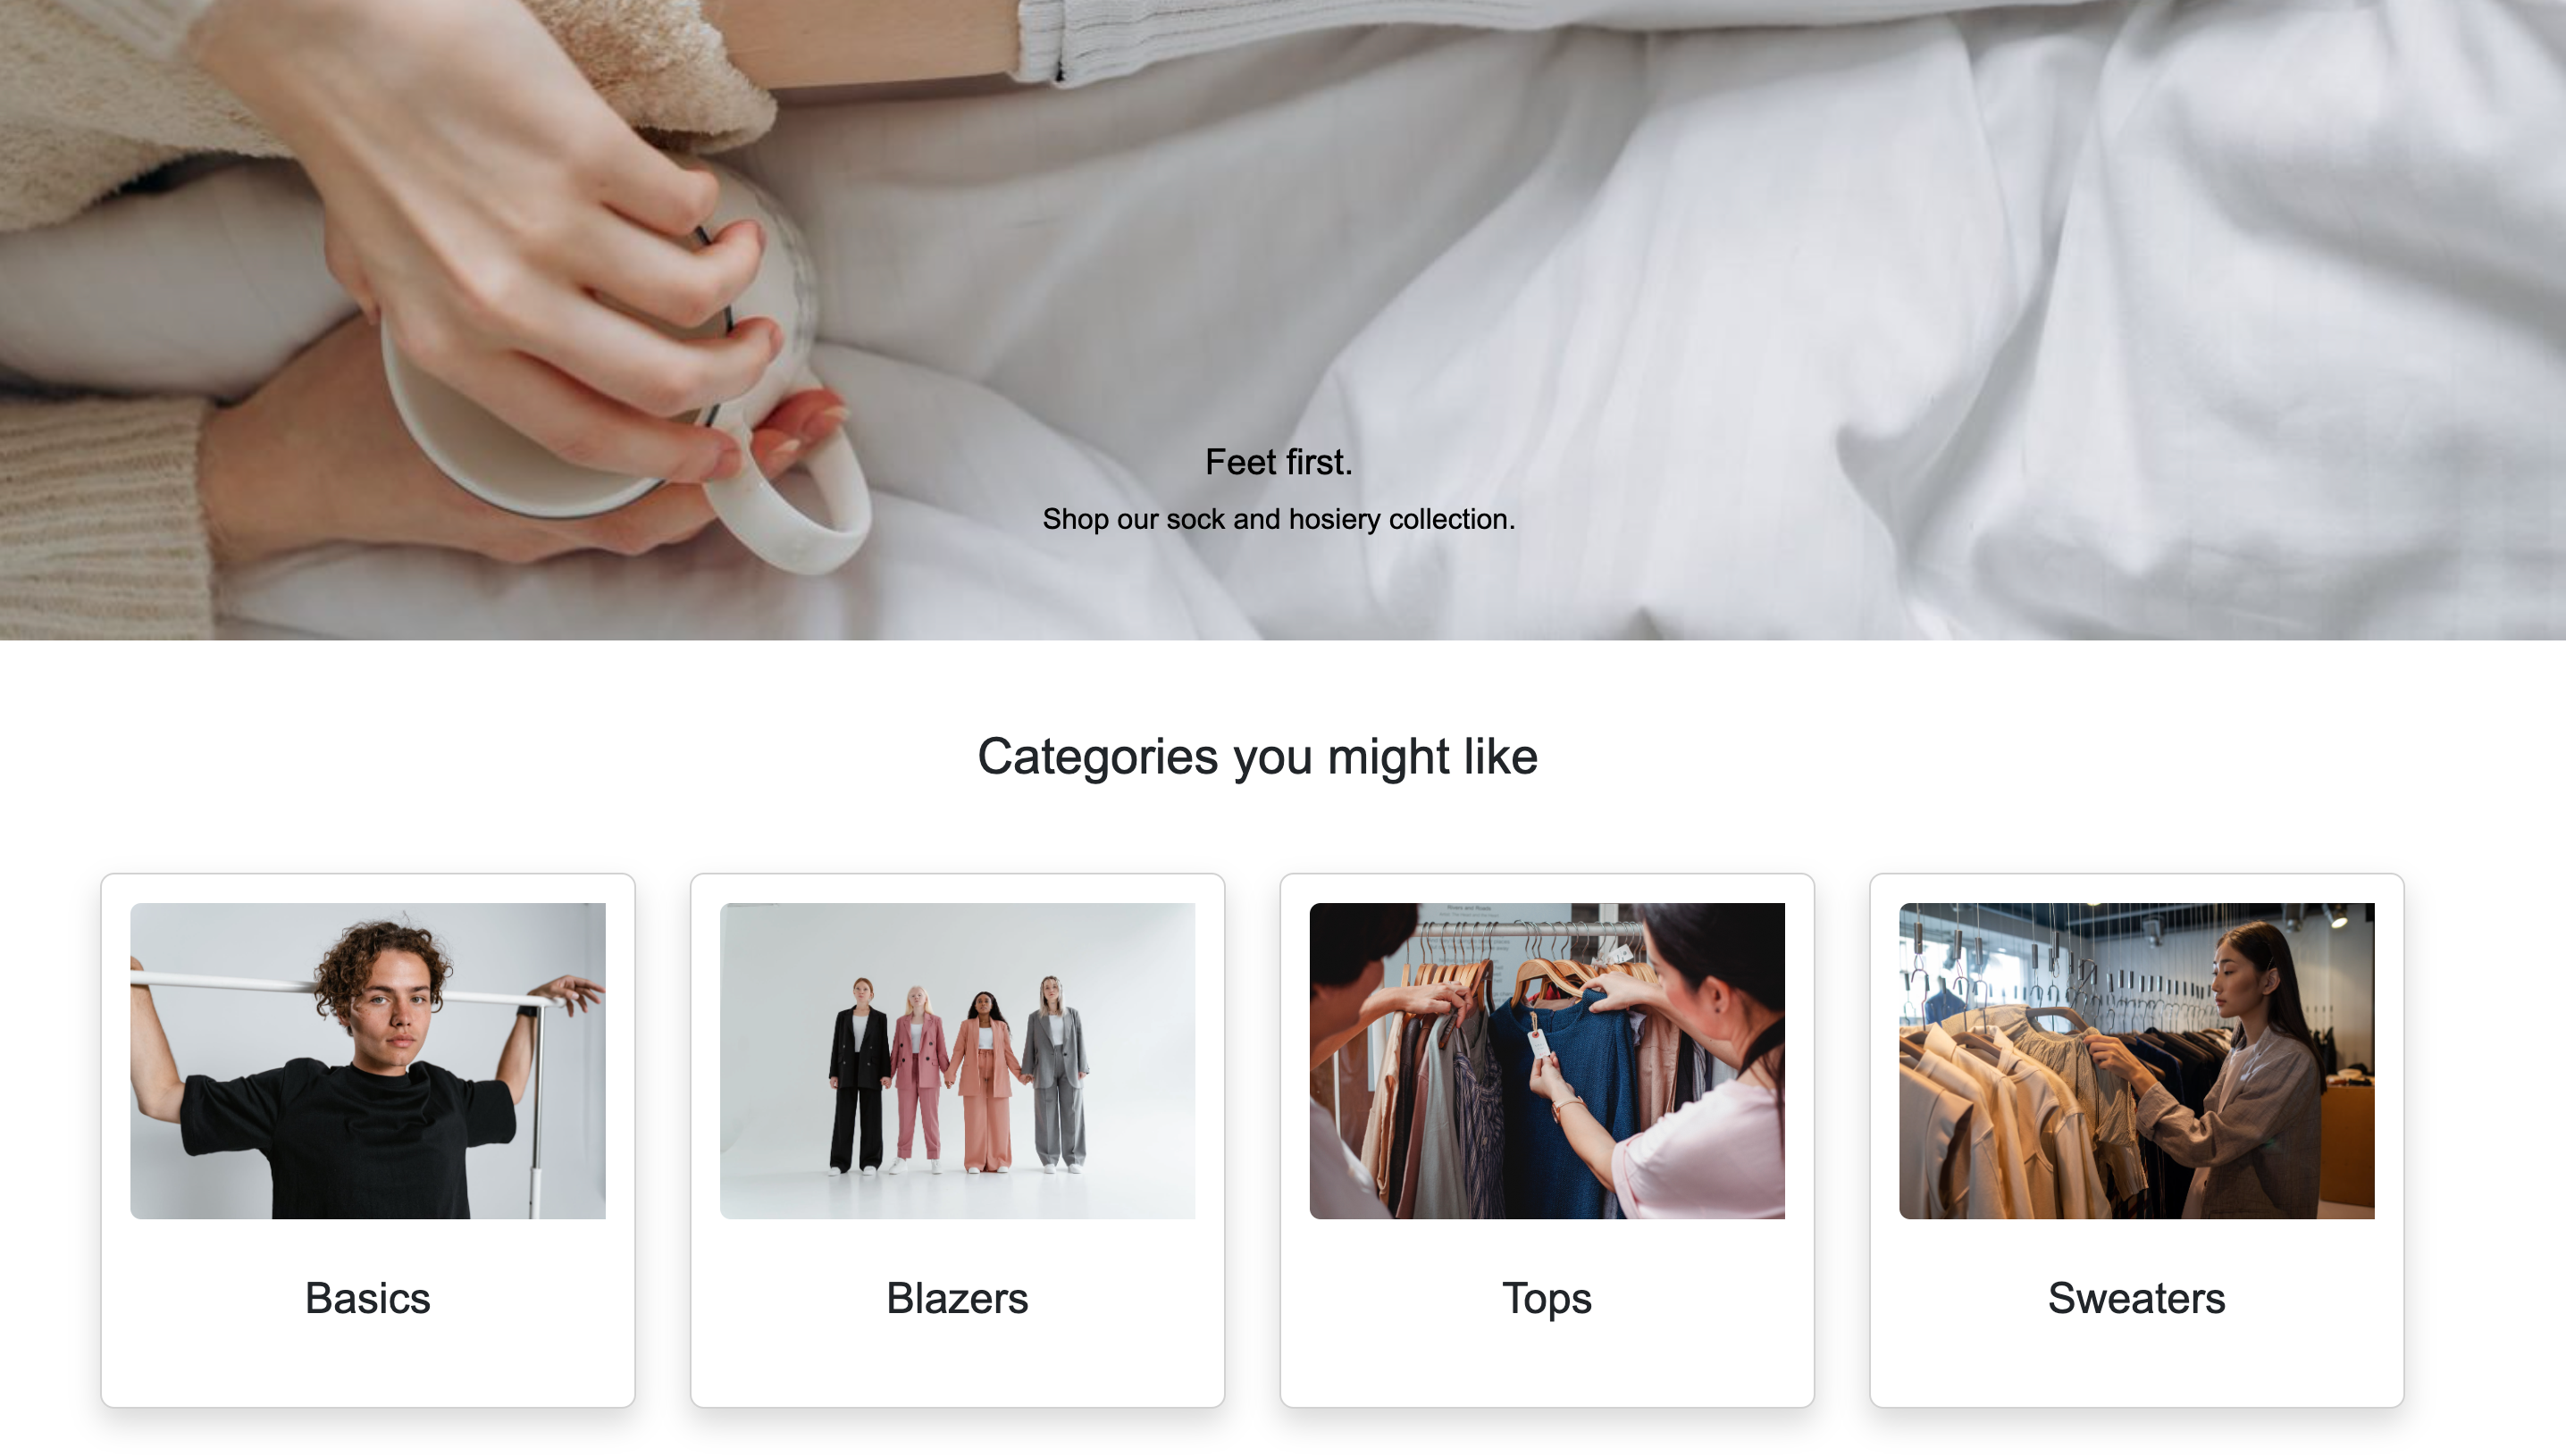 Feet first.
Shop our sock and hosiery collection.
Categories you might like
Basics
Blazers
Tops
Sweaters